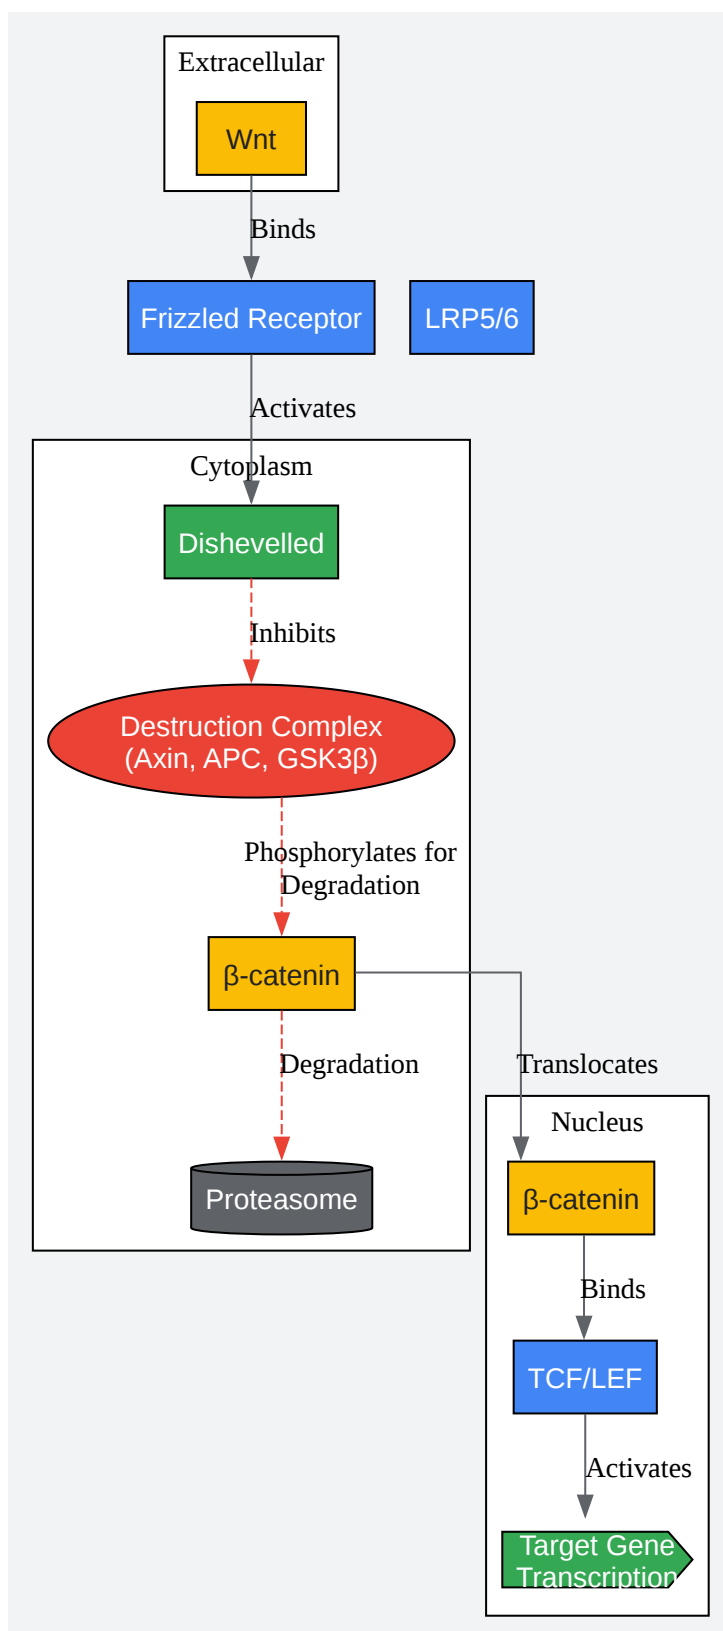 Extracellular
Wnt
Binds
Frizzled Receptor
LRP5/6
Activates
Cytoplasm
Dishevelled
Inhibits
Destruction Complex
(Axin, APC, GSK3β)
Phosphorylates for
Degradation
β-catenin
Degradation
Translocates
Proteasome
Nucleus
β-catenin
Binds
TCF/LEF
Activates
Target Gene
Transcription